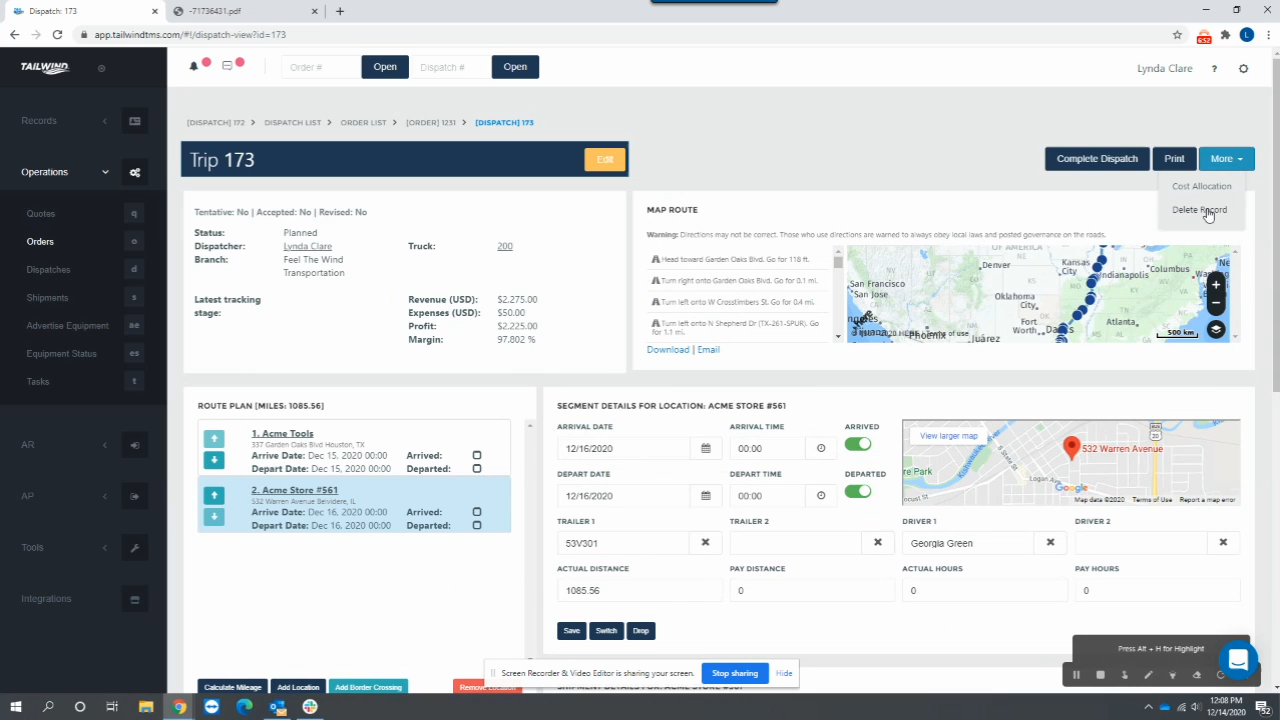 Dispatch: 173
-71736431.pdf
app.tailwindtms.com/#!/dispatch-view?id=173
TAILWIND
Order #
Open
Dispatch #
Open
Lynda Clare
?
[DISPATCH] 172 > DISPATCH LIST > ORDER LIST > [ORDER] 1231 > [DISPATCH] 173
Trip 173
Edit
Complete Dispatch
Print
More
Cost Allocation
Delete Record
Records
Operations
Quotes
q
Orders
o
Dispatches
d
Shipments
s
Advertise Equipment
ae
Equipment Status
es
Tasks
t
AR
AP
Tools
Integrations
Tentative: No | Accepted: No | Revised: No
Status: Planned
Dispatcher: Lynda Clare
Truck: 200
Branch: Feel The Wind
Transportation
Latest tracking
stage:
Revenue (USD): $2,275.00
Expenses (USD): $50.00
Profit: $2,225.00
Margin: 97.802 %
MAP ROUTE
Warning: Directions may not be correct. Those who use directions are warned to always obey local laws and posted governance on the roads.
Head toward Garden Oaks Blvd. Go for 118 ft.
Turn right onto Garden Oaks Blvd. Go for 0.1 mi.
Turn left onto W Crosstimbers St. Go for 0.4 mi.
Turn left onto N Shepherd Dr (TX-261-SPUR). Go
for 1.1 mi.
Download | Email
OF AMERICA
Denver
Kansas
City
Indianapolis
Columbus
San Francisco
San Jose
Oklahoma
City
Fort
Worth
Atlanta
500 km
ROUTE PLAN [MILES: 1085.56]
1. Acme Tools
337 Garden Oaks Blvd Houston, TX
Arrive Date: Dec 15, 2020 00:00 Arrived:
Depart Date: Dec 15, 2020 00:00 Departed:
2. Acme Store #561
532 Warren Avenue Belvidere, IL
Arrive Date: Dec 16, 2020 00:00 Arrived:
Depart Date: Dec 16, 2020 00:00 Departed:
Calculate Mileage
Add Location
Add Border Crossing
Remove Location
SEGMENT DETAILS FOR LOCATION: ACME STORE #561
ARRIVAL DATE
ARRIVAL TIME
ARRIVED
12/16/2020
00:00
DEPART DATE
DEPART TIME
DEPARTED
12/16/2020
00:00
View larger map
532 Warren Avenue
Logan
20
Google
Map data ©2020 Terms of Use Report a map error
TRAILER 1
TRAILER 2
DRIVER 1
DRIVER 2
53V301
Georgia Green
ACTUAL DISTANCE
PAY DISTANCE
ACTUAL HOURS
PAY HOURS
1085.56
0
0
0
Save
Switch
Drop
Press Alt + H for Highlight
Screen Recorder & Video Editor is sharing your screen.
Stop sharing
Hide
12:08 PM
12/14/2020